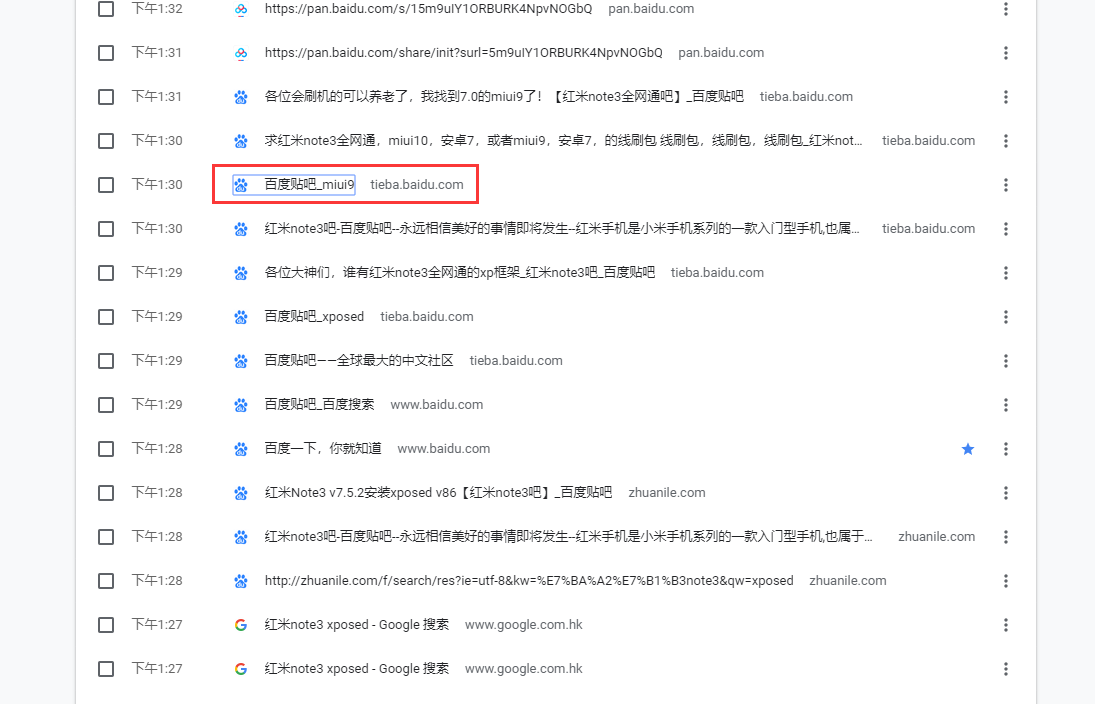 下午1:32 https://pan.baidu.com/s/15m9uIY1ORBURK4NpvNOGbQ pan.baidu.com
下午1:31 https://pan.baidu.com/share/init?surl=5m9uIY1ORBURK4NpvNOGbQ pan.baidu.com
下午1:31 各位会刷机的可以养老了，我找到7.0的miui9了！【红米note3全网通吧】_百度贴吧 tieba.baidu.com
下午1:30 求红米note3全网通，miui10，安卓7，或者miui9，安卓7，的线刷包 线刷包，线刷包，线刷包_红米not... tieba.baidu.com
下午1:30 百度贴吧_miui9 tieba.baidu.com
下午1:30 红米note3吧-百度贴吧--永远相信美好的事情即将发生--红米手机是小米手机系列的一款入门型手机,也属... tieba.baidu.com
下午1:29 各位大神们，谁有红米note3全网通的xp框架_红米note3吧_百度贴吧 tieba.baidu.com
下午1:29 百度贴吧_xposed tieba.baidu.com
下午1:29 百度贴吧——全球最大的中文社区 tieba.baidu.com
下午1:29 百度贴吧_百度搜索 www.baidu.com
下午1:28 百度一下，你就知道 www.baidu.com
下午1:28 红米Note3 v7.5.2安装xposed v86【红米note3吧】_百度贴吧 zhuanile.com
下午1:28 红米note3吧-百度贴吧--永远相信美好的事情即将发生--红米手机是小米手机系列的一款入门型手机,也属于... zhuanile.com
下午1:28 http://zhuanile.com/f/search/res?ie=utf-8&kw=%E7%BA%A2%E7%B1%B3note3&qw=xposed zhuanile.com
下午1:27 红米note3 xposed - Google 搜索 www.google.com.hk
下午1:27 红米note3 xposed - Google 搜索 www.google.com.hk